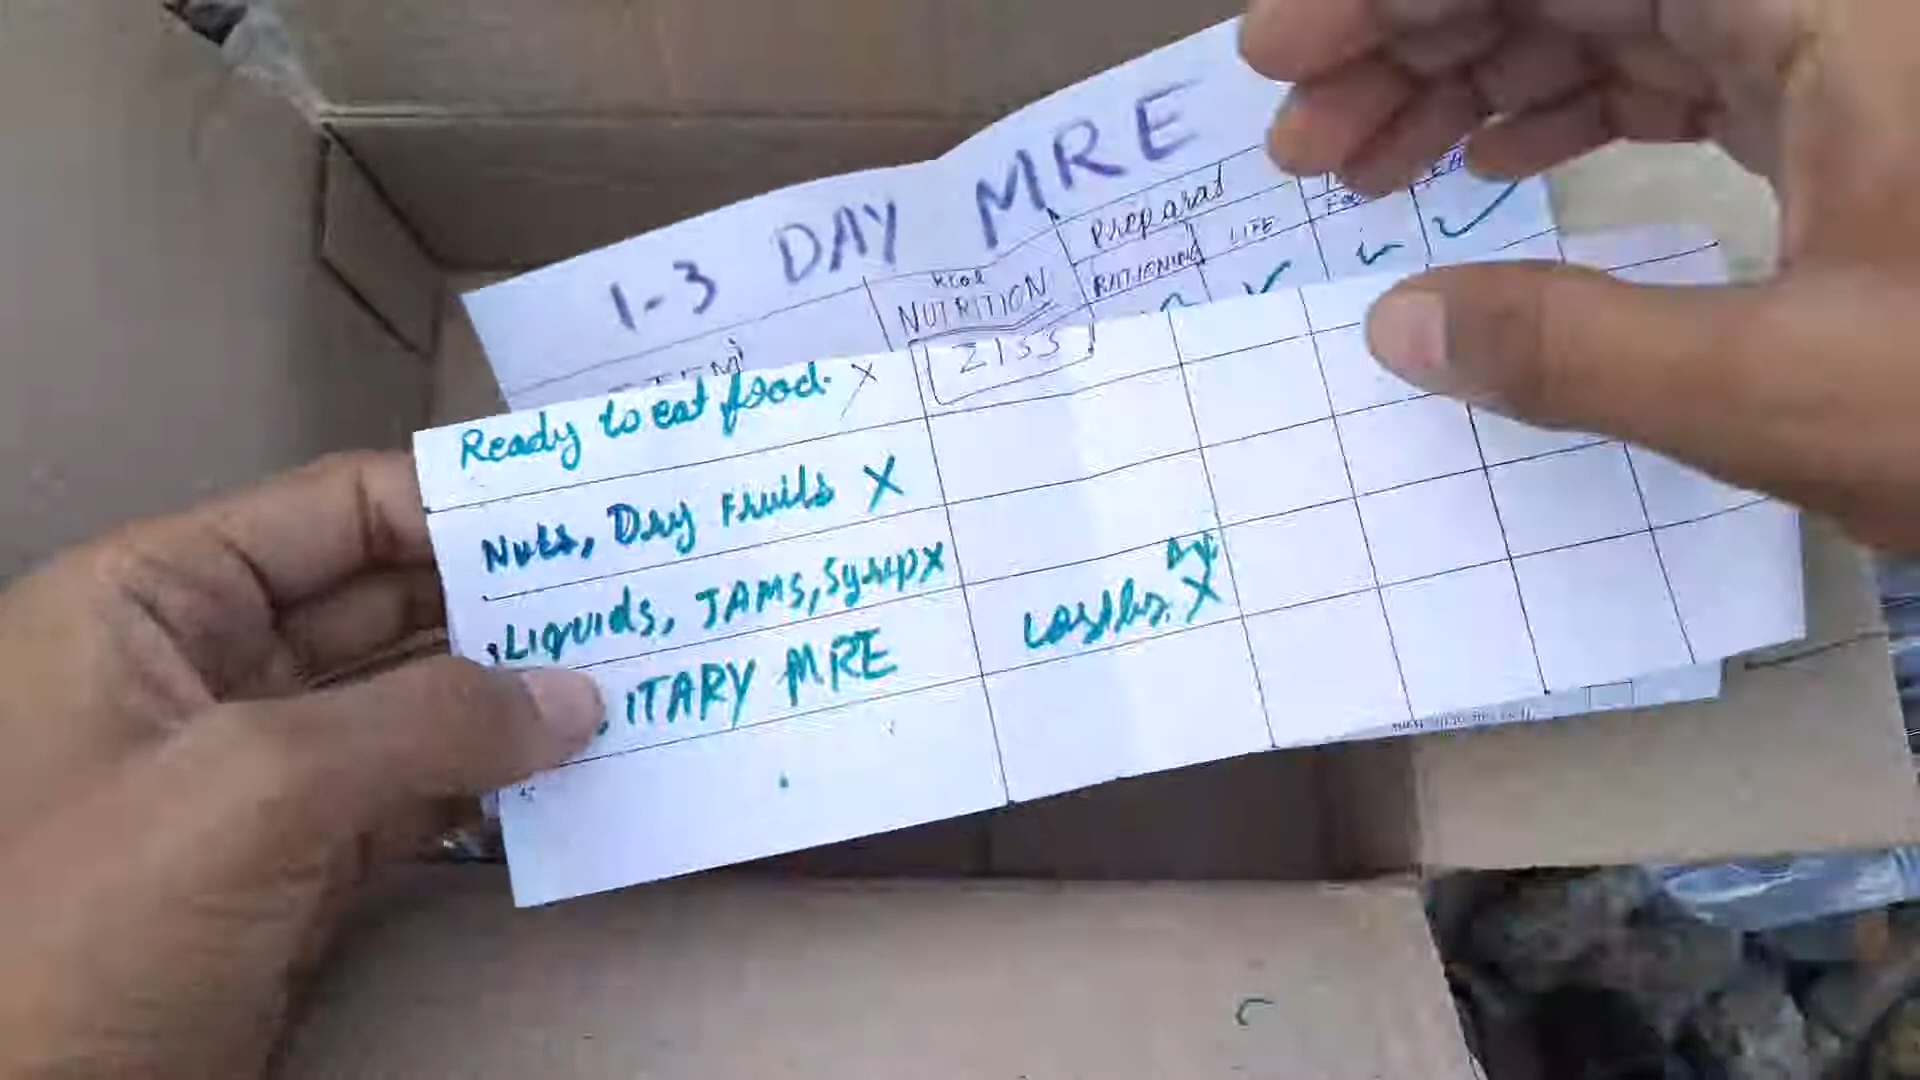 1-3 DAY MRE
Kcal
NUTRITION
Preparat
RATIONING
LIFE
2153
Ready to eat food. X
Nuts, Dry Fruits X
Liquids, JAMS, Syrup X
ITARY MRE
X